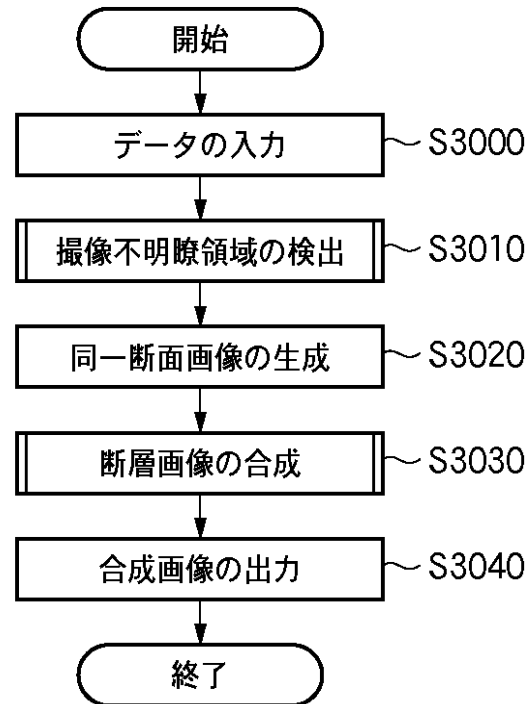 開始
データの入力 S3000
撮像不明瞭領域の検出 S3010
同一断面画像の生成 S3020
断層画像の合成 S3030
合成画像の出力 S3040
終了